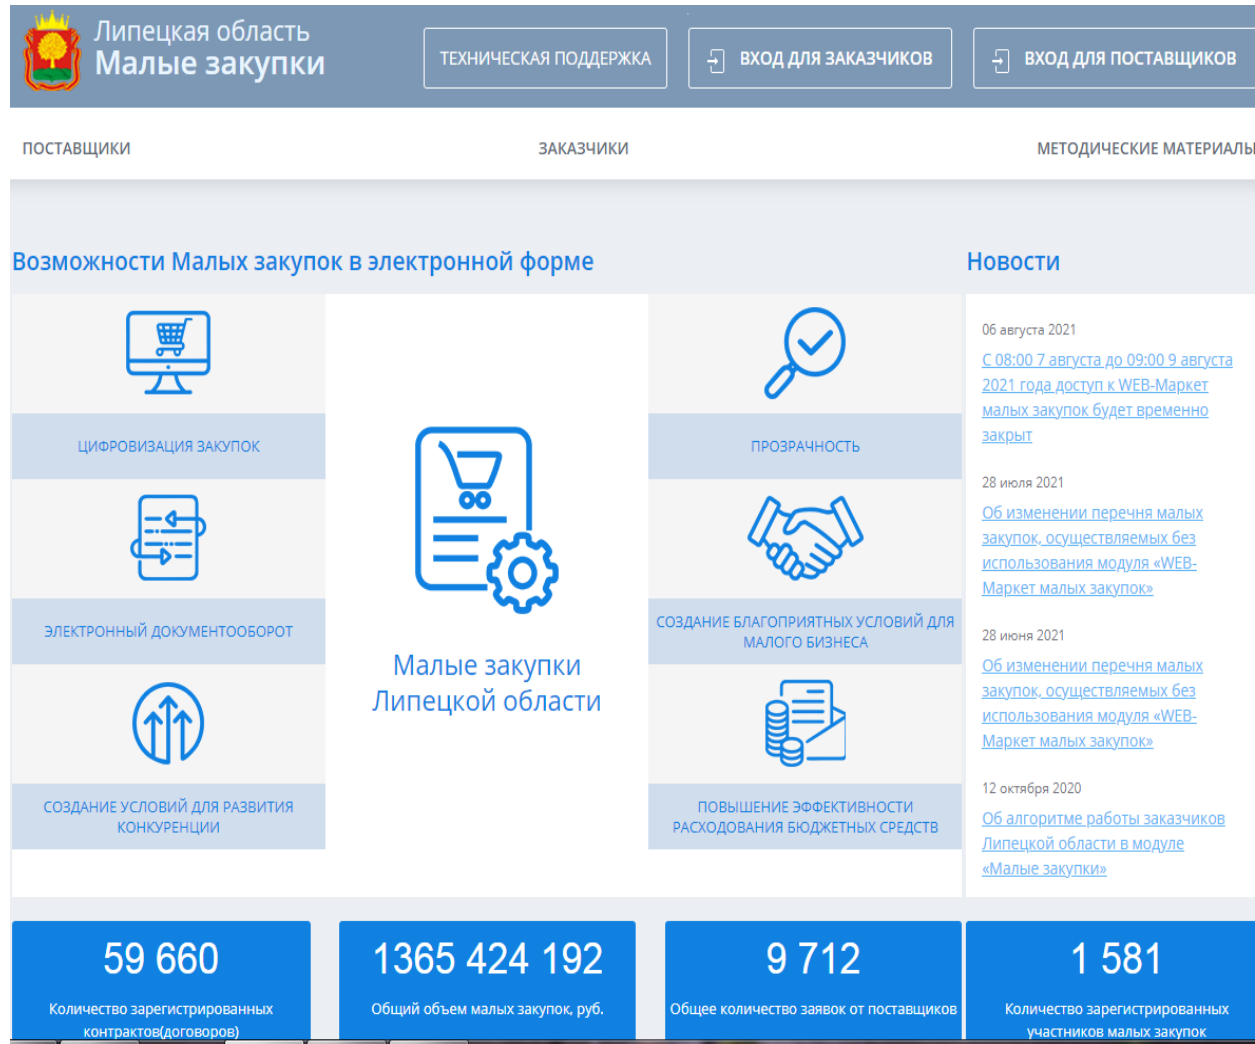 Липецкая область
Малые закупки
ТЕХНИЧЕСКАЯ ПОДДЕРЖКА
ВХОД ДЛЯ ЗАКАЗЧИКОВ
ВХОД ДЛЯ ПОСТАВЩИКОВ
ПОСТАВЩИКИ
ЗАКАЗЧИКИ
МЕТОДИЧЕСКИЕ МАТЕРИАЛЫ
Возможности Малых закупок в электронной форме
ЦИФРОВИЗАЦИЯ ЗАКУПОК
ЭЛЕКТРОННЫЙ ДОКУМЕНТООБОРОТ
СОЗДАНИЕ УСЛОВИЙ ДЛЯ РАЗВИТИЯ
КОНКУРЕНЦИИ
Малые закупки
Липецкой области
ПРОЗРАЧНОСТЬ
СОЗДАНИЕ БЛАГОПРИЯТНЫХ УСЛОВИЙ ДЛЯ
МАЛОГО БИЗНЕСА
ПОВЫШЕНИЕ ЭФФЕКТИВНОСТИ
РАСХОДОВАНИЯ БЮДЖЕТНЫХ СРЕДСТВ
Новости
06 августа 2021
С 08:00 7 августа до 09:00 9 августа
2021 года доступ к WEB-Маркет
малых закупок будет временно
закрыт
28 июля 2021
Об изменении перечня малых
закупок, осуществляемых без
использования модуля «WEB-
Маркет малых закупок»
28 июня 2021
Об изменении перечня малых
закупок, осуществляемых без
использования модуля «WEB-
Маркет малых закупок»
12 октября 2020
Об алгоритме работы заказчиков
Липецкой области в модуле
«Малые закупки»
59 660
Количество зарегистрированных
контрактов(договоров)
1365 424 192
Общий объем малых закупок, руб.
9 712
Общее количество заявок от поставщиков
1 581
Количество зарегистрированных
участников малых закупок